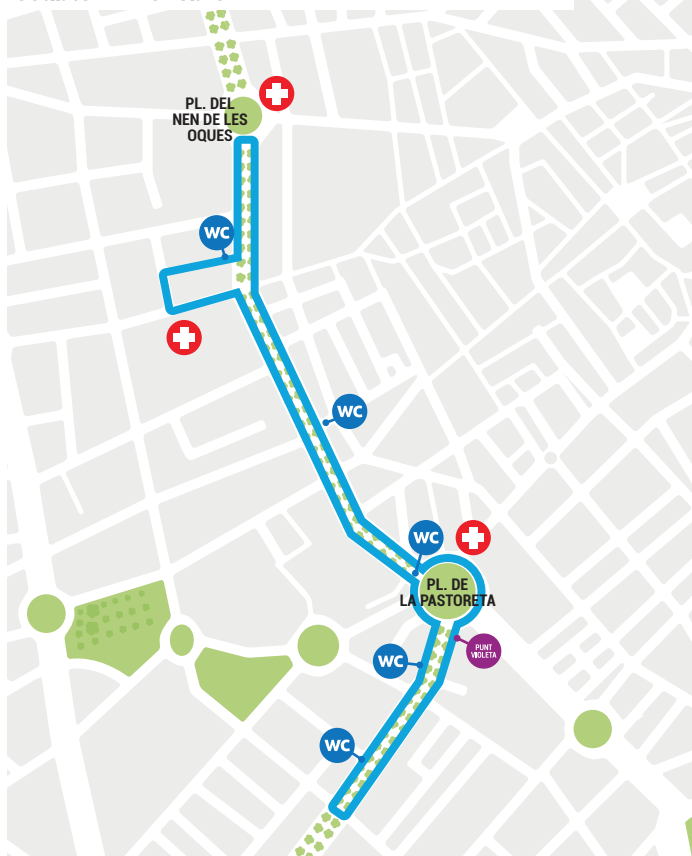 PL. DEL
NEN DE LES
OQUES
WC
WC
WC
PL. DE
LA PASTORETA
PUNT
VIOLETA
WC
WC